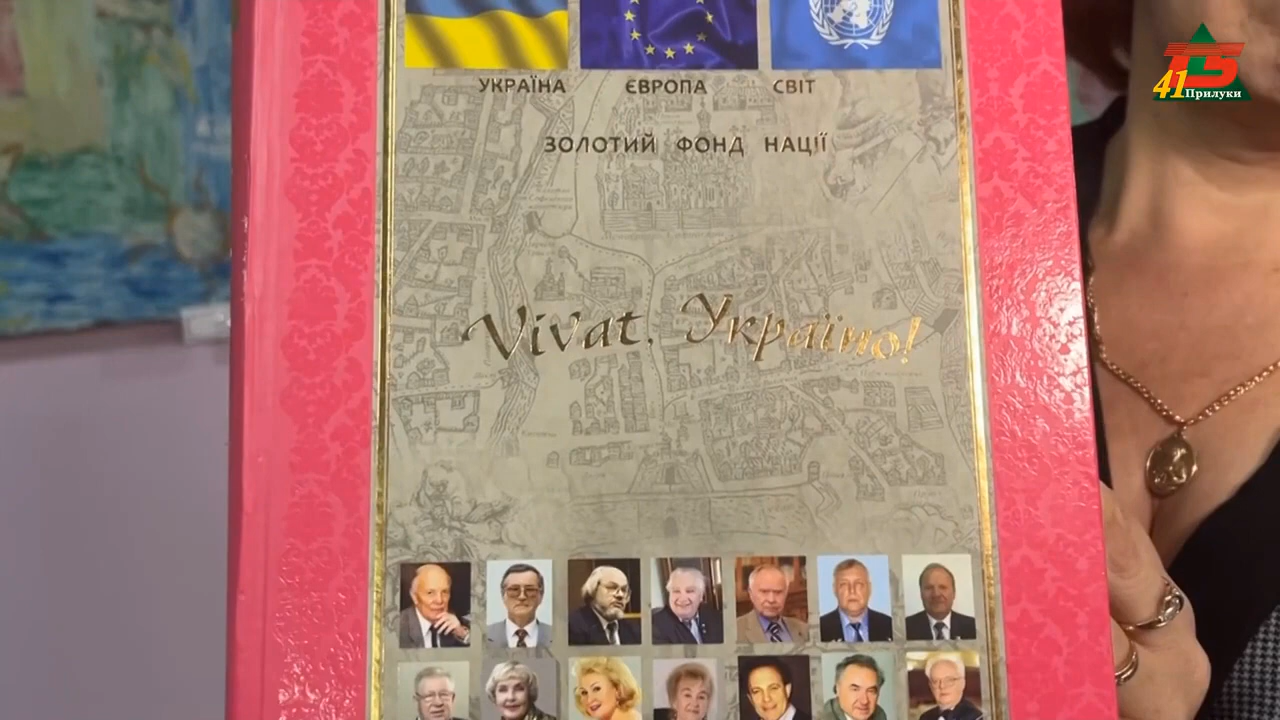 УКРАЇНА ЄВРОПА СВІТ
ЗОЛОТИЙ ФОНД НАЦІЇ
Vivat, Україно!
41 Прилуки